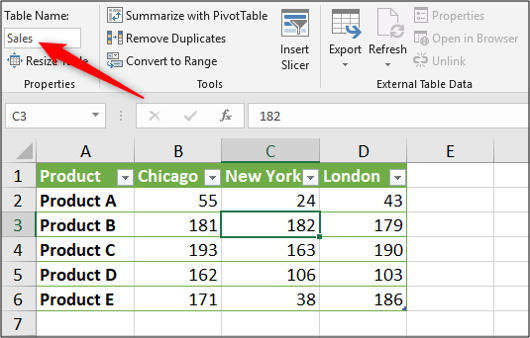 Table Name:
Sales
Resize Table
Properties
Summarize with PivotTable
Remove Duplicates
Convert to Range
Tools
Insert
Slicer
Export
Refresh
Properties
Open in Browser
Unlink
External Table Data
C3
fx
182
A B C D E
1 Product Chicago New York London
2 Product A 55 24 43
3 Product B 181 182 179
4 Product C 193 163 190
5 Product D 162 106 103
6 Product E 171 38 186
7